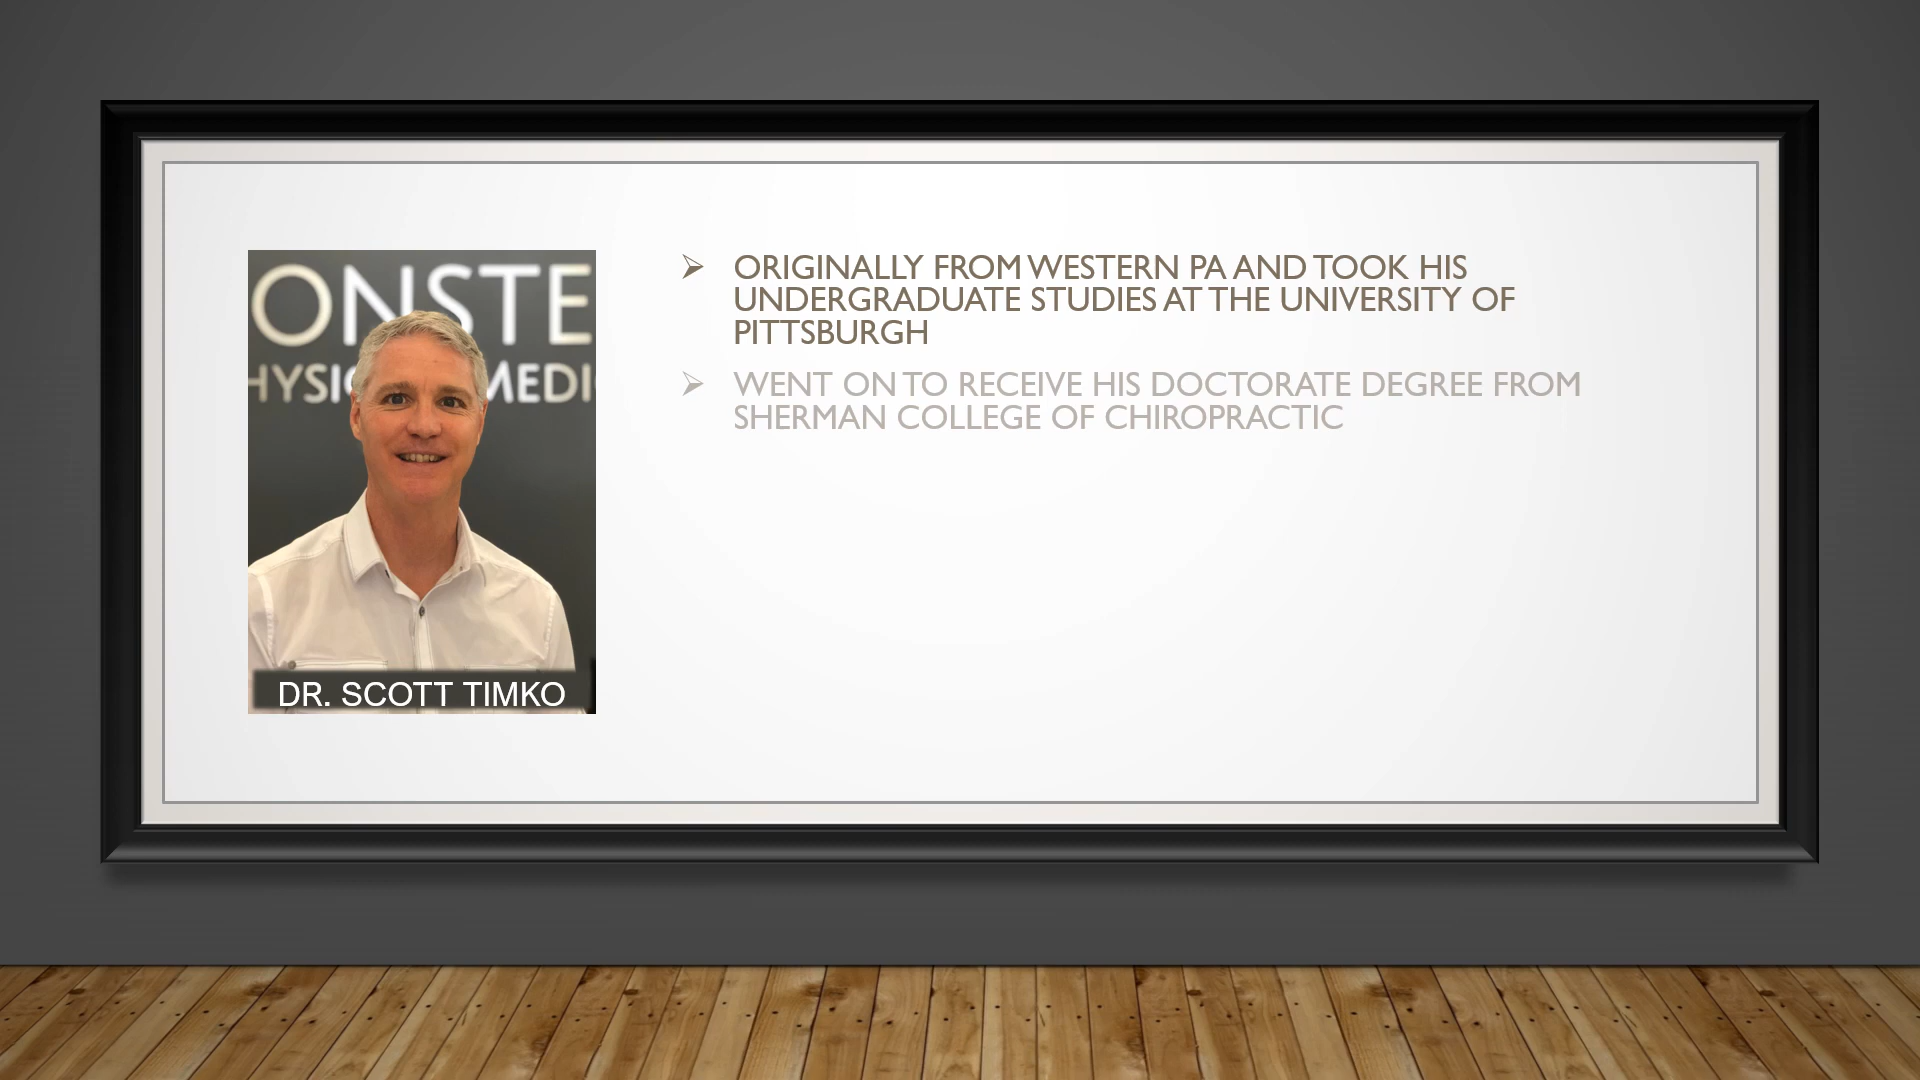 ONSTE
HYSI MEDI
DR. SCOTT TIMKO
ORIGINALLY FROM WESTERN PA AND TOOK HIS
UNDERGRADUATE STUDIES AT THE UNIVERSITY OF
PITTSBURGH
WENT ON TO RECEIVE HIS DOCTORATE DEGREE FROM
SHERMAN COLLEGE OF CHIROPRACTIC